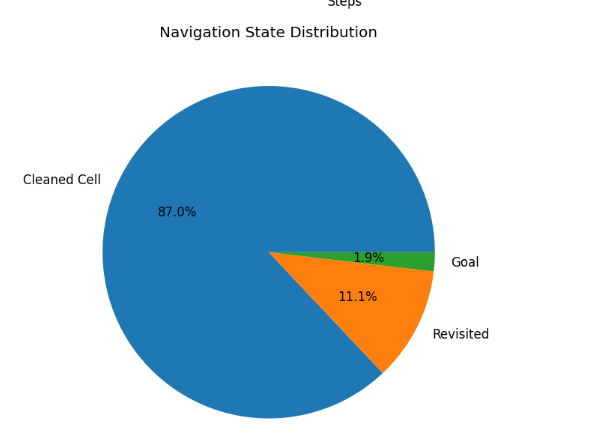 Steps
Navigation State Distribution
Cleaned Cell
87.0%
1.9%
Goal
11.1%
Revisited